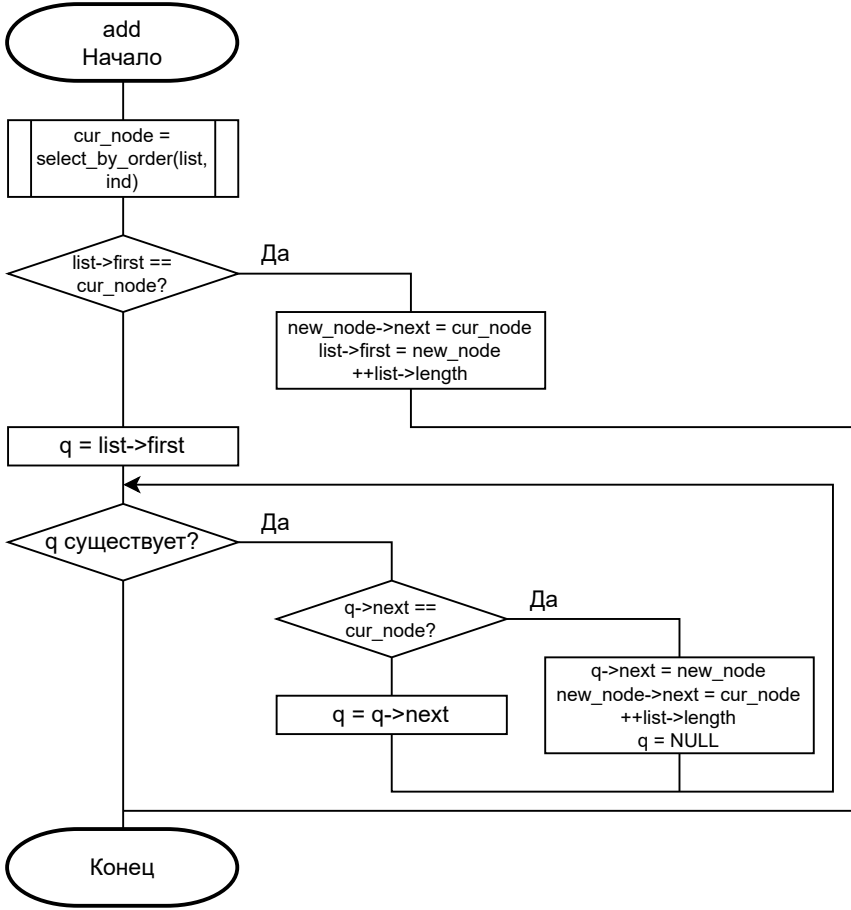 add
Начало
cur_node =
select_by_order(list,
ind)
list->first ==
cur_node?
Да
new_node->next = cur_node
list->first = new_node
++list->length
q = list->first
q существует?
Да
q->next ==
cur_node?
Да
q->next = new_node
new_node->next = cur_node
++list->length
q = NULL
q = q->next
Конец